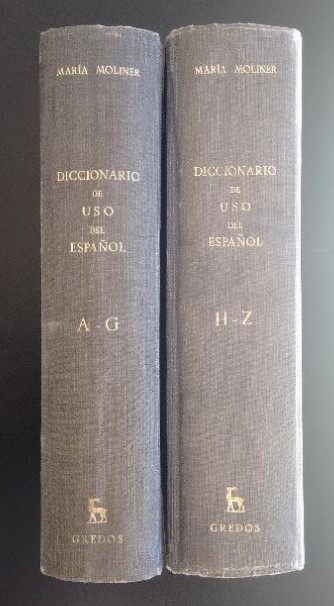 MARÍA MOLINER
DICCIONARIO
DE
USO
DEL
ESPAÑOL
A-G
GREDOS
MARÍA MOLINER
DICCIONARIO
DE
USO
DEL
ESPAÑOL
H-Z
GREDOS